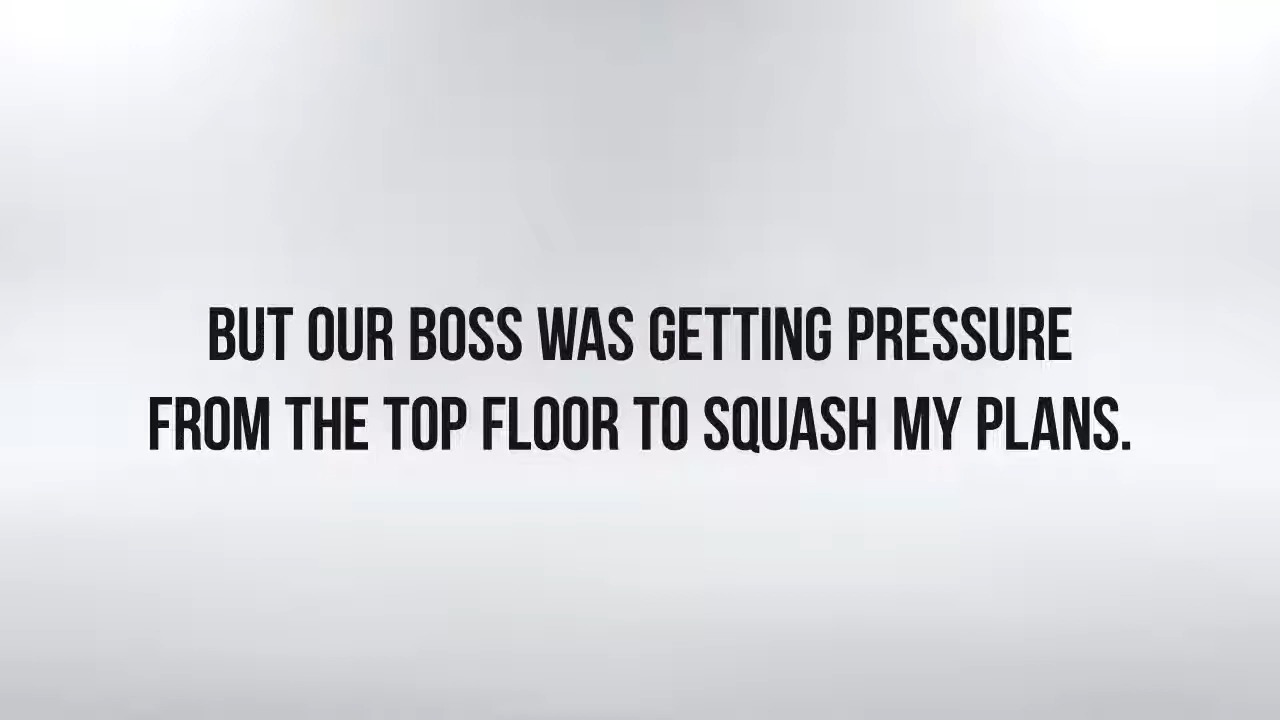 BUT OUR BOSS WAS GETTING PRESSURE
FROM THE TOP FLOOR TO SQUASH MY PLANS.